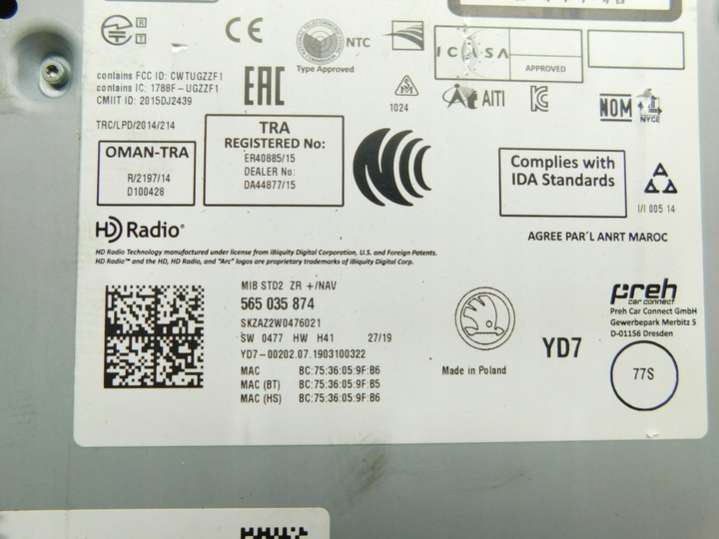 R
T
CE
NTC
Type Approved
ICASA
APPROVED
contains FCC ID: CWTUGZZF1
contains IC: 1788F-UGZZF1
CMIIT ID: 2015DJ2439
EAC
1024
AITI
NOM
NYCE
TRC/LPD/2014/214
OMAN-TRA
R/2197/14
D100428
TRA
REGISTERED No:
ER40885/15
DEALER No:
DA44877/15
Complies with
IDA Standards
I/I 005 14
HD Radio®
AGREE PAR'L ANRT MAROC
HD Radio Technology manufactured under license from iBiquity Digital Corporation, U.S. and Foreign Patents.
HD Radio™ and the HD, HD Radio, and "Arc" logos are proprietary trademarks of iBiquity Digital Corp.
MIB STD2 ZR +/NAV
565 035 874
SKZAZ2W0476021
SW 0477 HW H41 27/19
YD7-00202.07.1903100322
MAC BC:75:36:05:9F:B6
MAC (BT) BC:75:36:05:9F:B5
MAC (HS) BC:75:36:05:9F:B6
Made in Poland
YD7
preh
car connect
Preh Car Connect GmbH
Gewerbepark Merbitz 5
D-01156 Dresden
77S